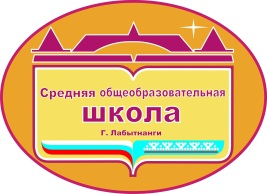 Средняя общеобразовательная
школа
Г. Лабытнанги